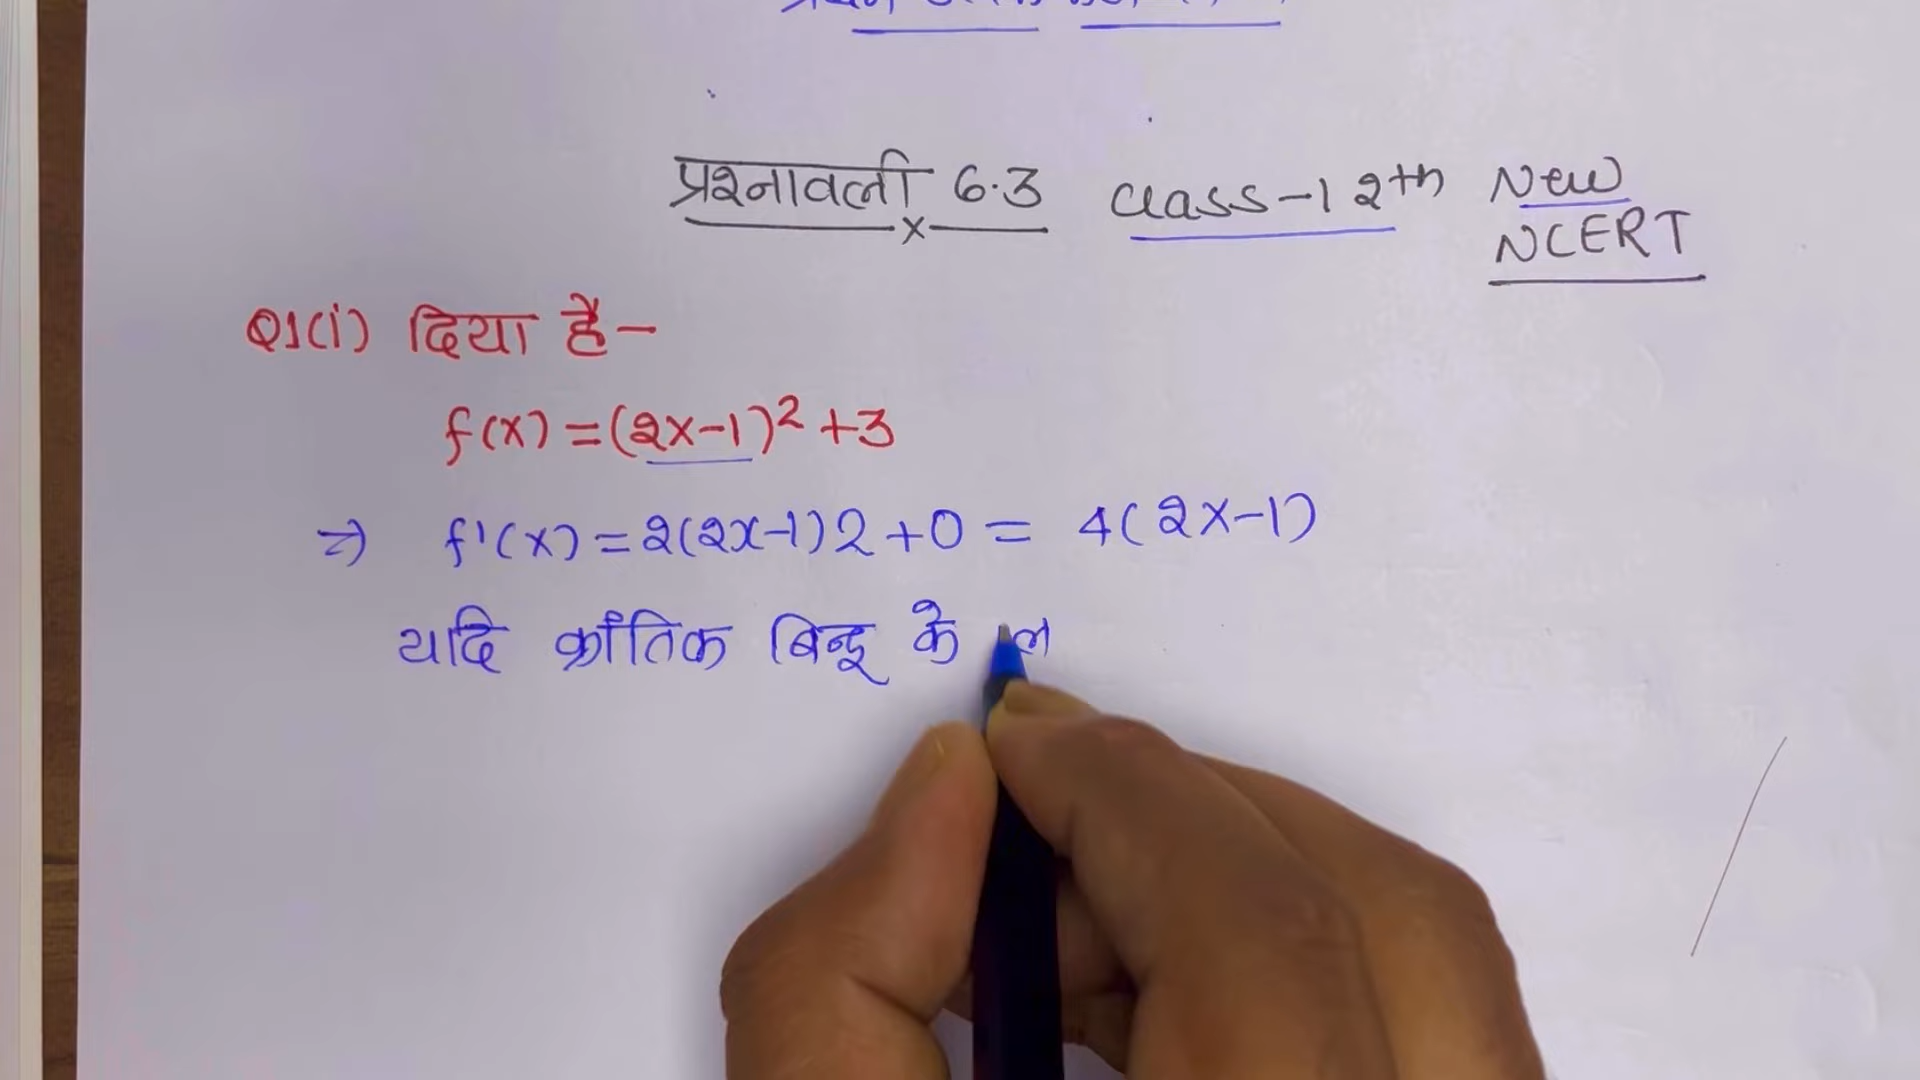 प्रश्नावली 6.3 class-12th New
NCERT
Q1(i) दिया है-
f(x) = (2x-1)² +3
=> f'(x) = 2(2x-1)2+0 = 4(2x-1)
यदि क्राँतिक बिन्दू के